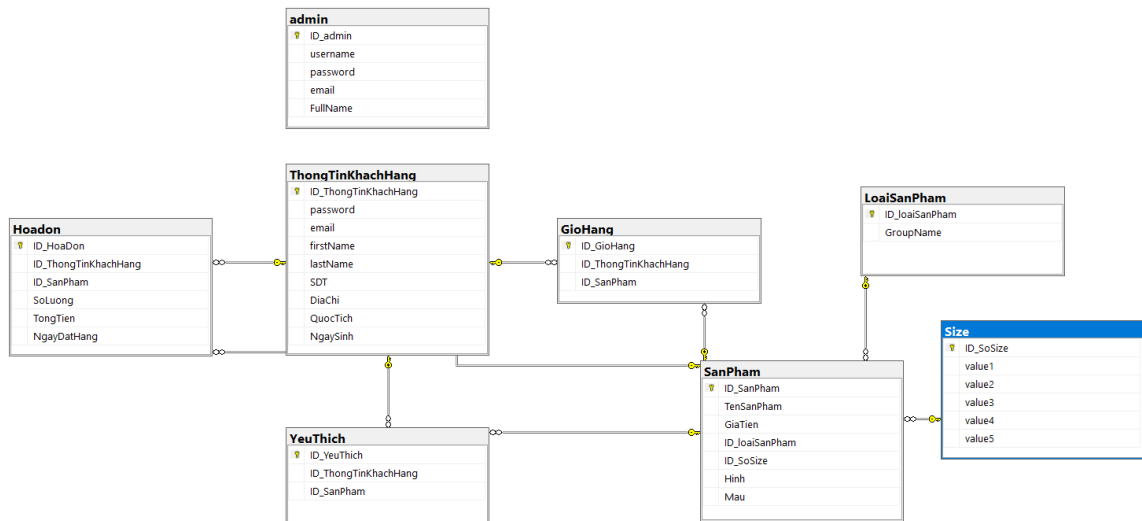 admin
ID_admin
username
password
email
FullName
ThongTinKhachHang
ID_ThongTinKhachHang
password
email
firstName
lastName
SDT
DiaChi
QuocTich
NgaySinh
Hoadon
ID_HoaDon
ID_ThongTinKhachHang
ID_SanPham
SoLuong
TongTien
NgayDatHang
GioHang
ID_GioHang
ID_ThongTinKhachHang
ID_SanPham
LoaiSanPham
ID_loaiSanPham
GroupName
Size
ID_SoSize
value1
value2
value3
value4
value5
SanPham
ID_SanPham
TenSanPham
GiaTien
ID_loaiSanPham
ID_SoSize
Hinh
Mau
YeuThich
ID_YeuThich
ID_ThongTinKhachHang
ID_SanPham